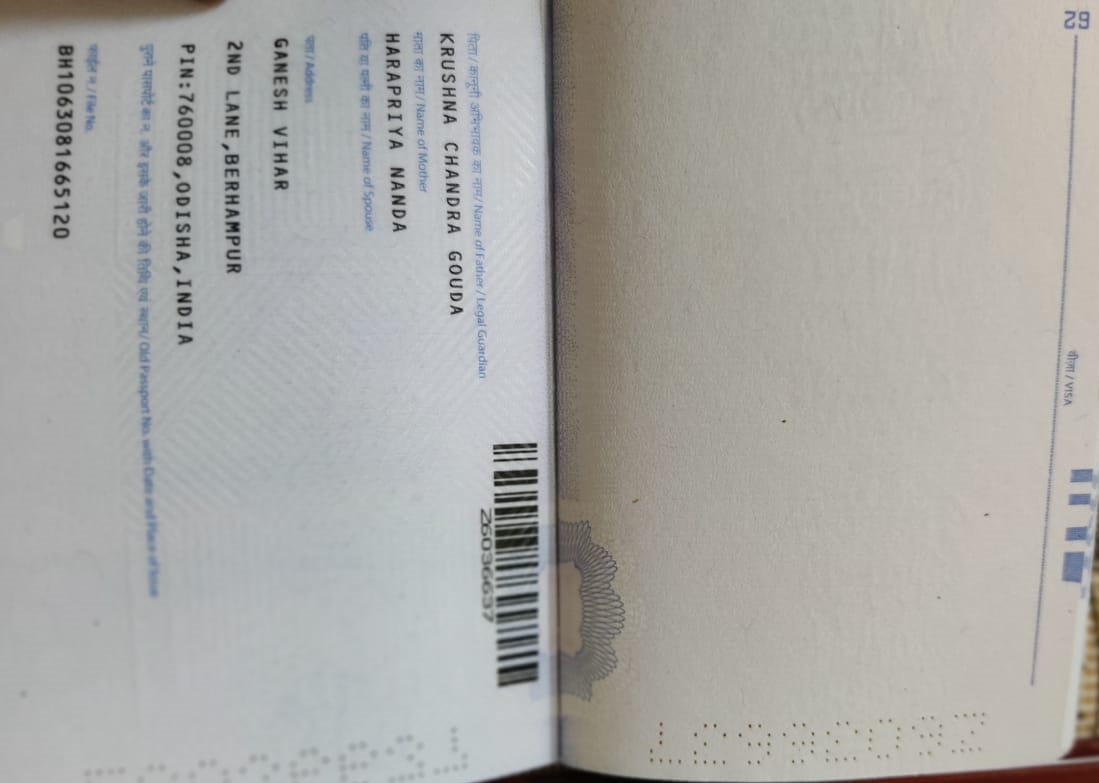 पिता / कानूनी अभिभावक का नाम / Name of Father / Legal Guardian
KRUSHNA CHANDRA GOUDA
माता का नाम / Name of Mother
HARAPRIYA NANDA
पति या पत्नी का नाम / Name of Spouse
पता / Address
GANESH VIHAR
2ND LANE,BERHAMPUR
PIN:760008,ODISHA,INDIA
पुराने पासपोर्ट का न. और इसके जारी होने की तिथि एवं स्थान / Old Passport No. with Date and Place of Issue
फाईल न. / File No.
BH1063081665120
Z6036637
वीज़ा / VISA
Z6036637